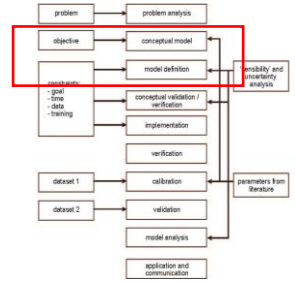 problem
problem analysis
objective
conceptual model
model definition
constraints:
- goal
- time
- data
- training
'sensibility' and
uncertainty
analysis
conceptual validation /
verification
implementation
verification
dataset 1
calibration
parameters from
literature
dataset 2
validation
model analysis
application and
communication